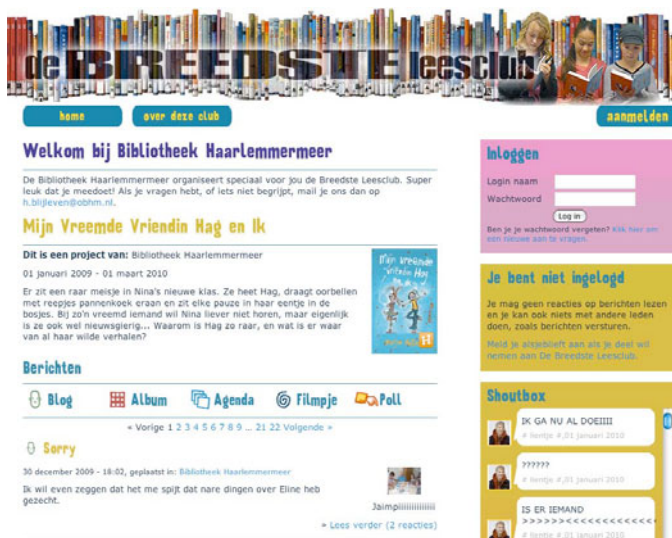 de BREEDSTE leesclub
home
over deze club
aanmelden
Welkom bij Bibliotheek Haarlemmermeer
De Bibliotheek Haarlemmermeer organiseert speciaal voor jou de Breedste Leesclub. Super
leuk dat je meedoet! Als je vragen hebt, of iets niet begrijpt, mail je ons dan op
h.blijleven@obhm.nl.
Mijn Vreemde Vriendin Hag en Ik
Dit is een project van: Bibliotheek Haarlemmermeer
01 januari 2009 - 01 maart 2010
Er zit een raar meisje in Nina's nieuwe klas. Ze heet Hag, draagt oorbellen
met reepjes pannenkoek eraan en zit elke pauze in haar eentje in de
bosjes. Bij zo'n vreemd iemand wil Nina liever niet horen, maar eigenlijk
is ze ook wel nieuwsgierig... Waarom is Hag zo raar, en wat is er waar
van al haar wilde verhalen?
Mijn vreemde
vriendin Hag
en ik
Berichten
Blog
Album
Agenda
Filmpje
Poll
« Vorige 1 2 3 4 5 6 7 8 9 ... 21 22 Volgende »
Sorry
30 december 2009 - 18:02, geplaatst in: Bibliotheek Haarlemmermeer
Ik wil even zeggen dat het me spijt dat nare dingen over Eline heb
gezecht.
Jaimpiiiiiiiiiiiiiii
» Lees verder (2 reacties)
Inloggen
Login naam
Wachtwoord
Log in
Ben je je wachtwoord vergeten? Klik hier om
een nieuwe aan te vragen.
Je bent niet ingelogd
Je mag geen reacties op berichten lezen
en je kan ook niets met andere leden
doen, zoals berichten versturen.
Meld je alsjeblieft aan als je deel wil
nemen aan De Breedste Leesclub.
Shoutbox
IK GA NU AL DOEIIII
# lientje #,01 januari 2010
??????
# lientje #,01 januari 2010
IS ER IEMAND
>>>>>><<<<<<<<<<<<<
# lientje #,01 januari 2010